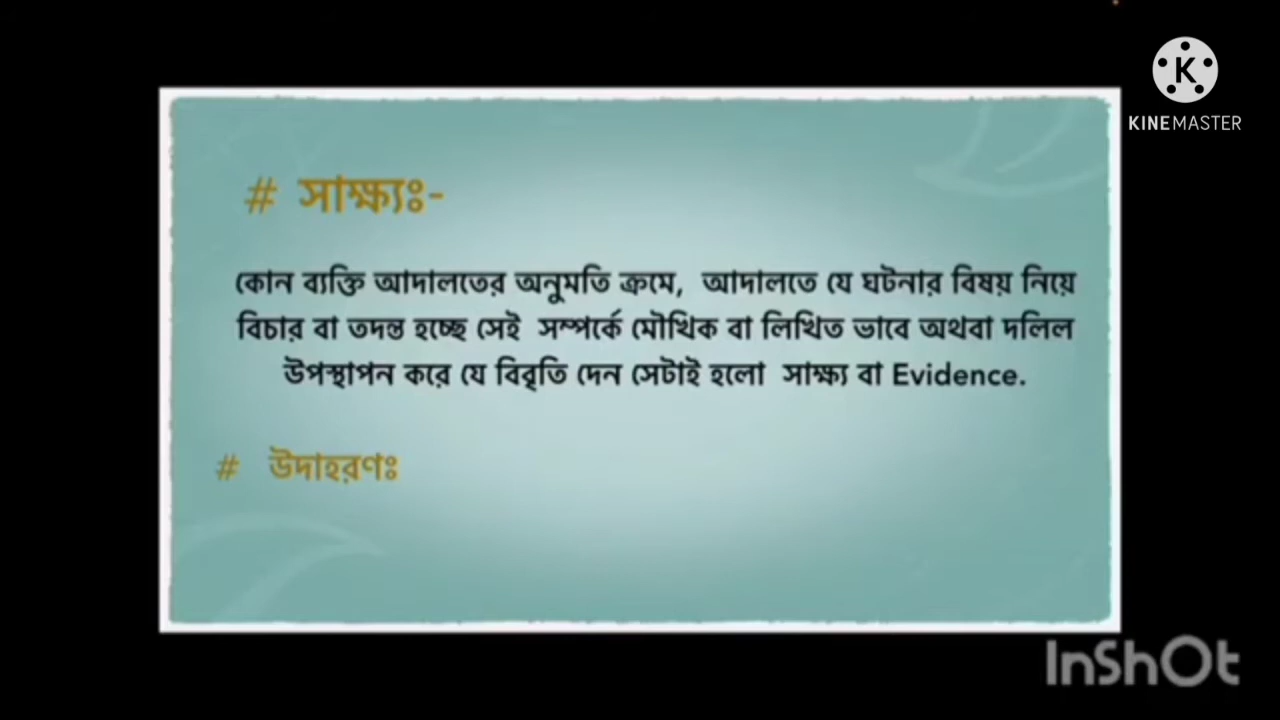 KINEMASTER
# সাক্ষ্যঃ-
কোন ব্যক্তি আদালতের অনুমতি ক্রমে, আদালতে যে ঘটনার বিষয় নিয়ে
বিচার বা তদন্ত হচ্ছে সেই সম্পর্কে মৌখিক বা লিখিত ভাবে অথবা দলিল
উপস্থাপন করে যে বিবৃতি দেন সেটাই হলো সাক্ষ্য বা Evidence.
# উদাহরণঃ
InShOt